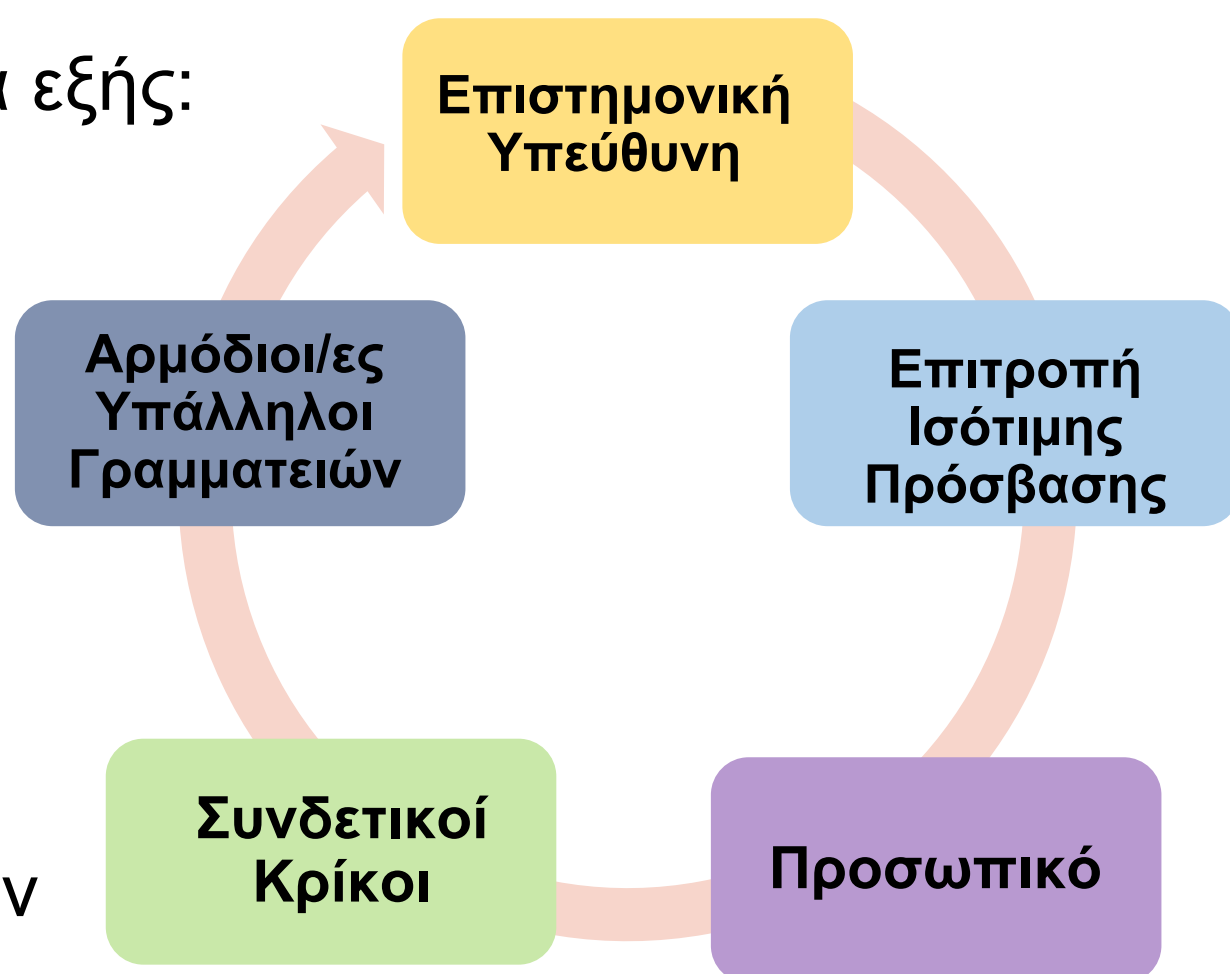 εξής:
Επιστημονική
Υπεύθυνη
Επιτροπή
Ισότιμης
Πρόσβασης
Προσωπικό
Συνδετικοί
Κρίκοι
Αρμόδιοι/ες
Υπάλληλοι
Γραμματειών